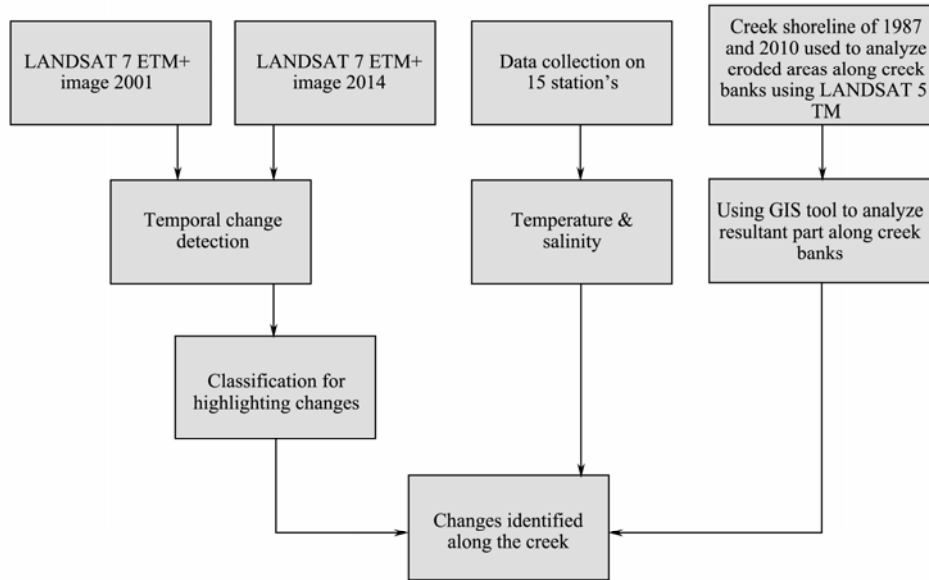 LANDSAT 7 ETM+
image 2001
LANDSAT 7 ETM+
image 2014
Data collection on
15 station's
Creek shoreline of 1987
and 2010 used to analyze
eroded areas along creek
banks using LANDSAT 5
TM
Temporal change
detection
Temperature &
salinity
Using GIS tool to analyze
resultant part along creek
banks
Classification for
highlighting changes
Changes identified
along the creek